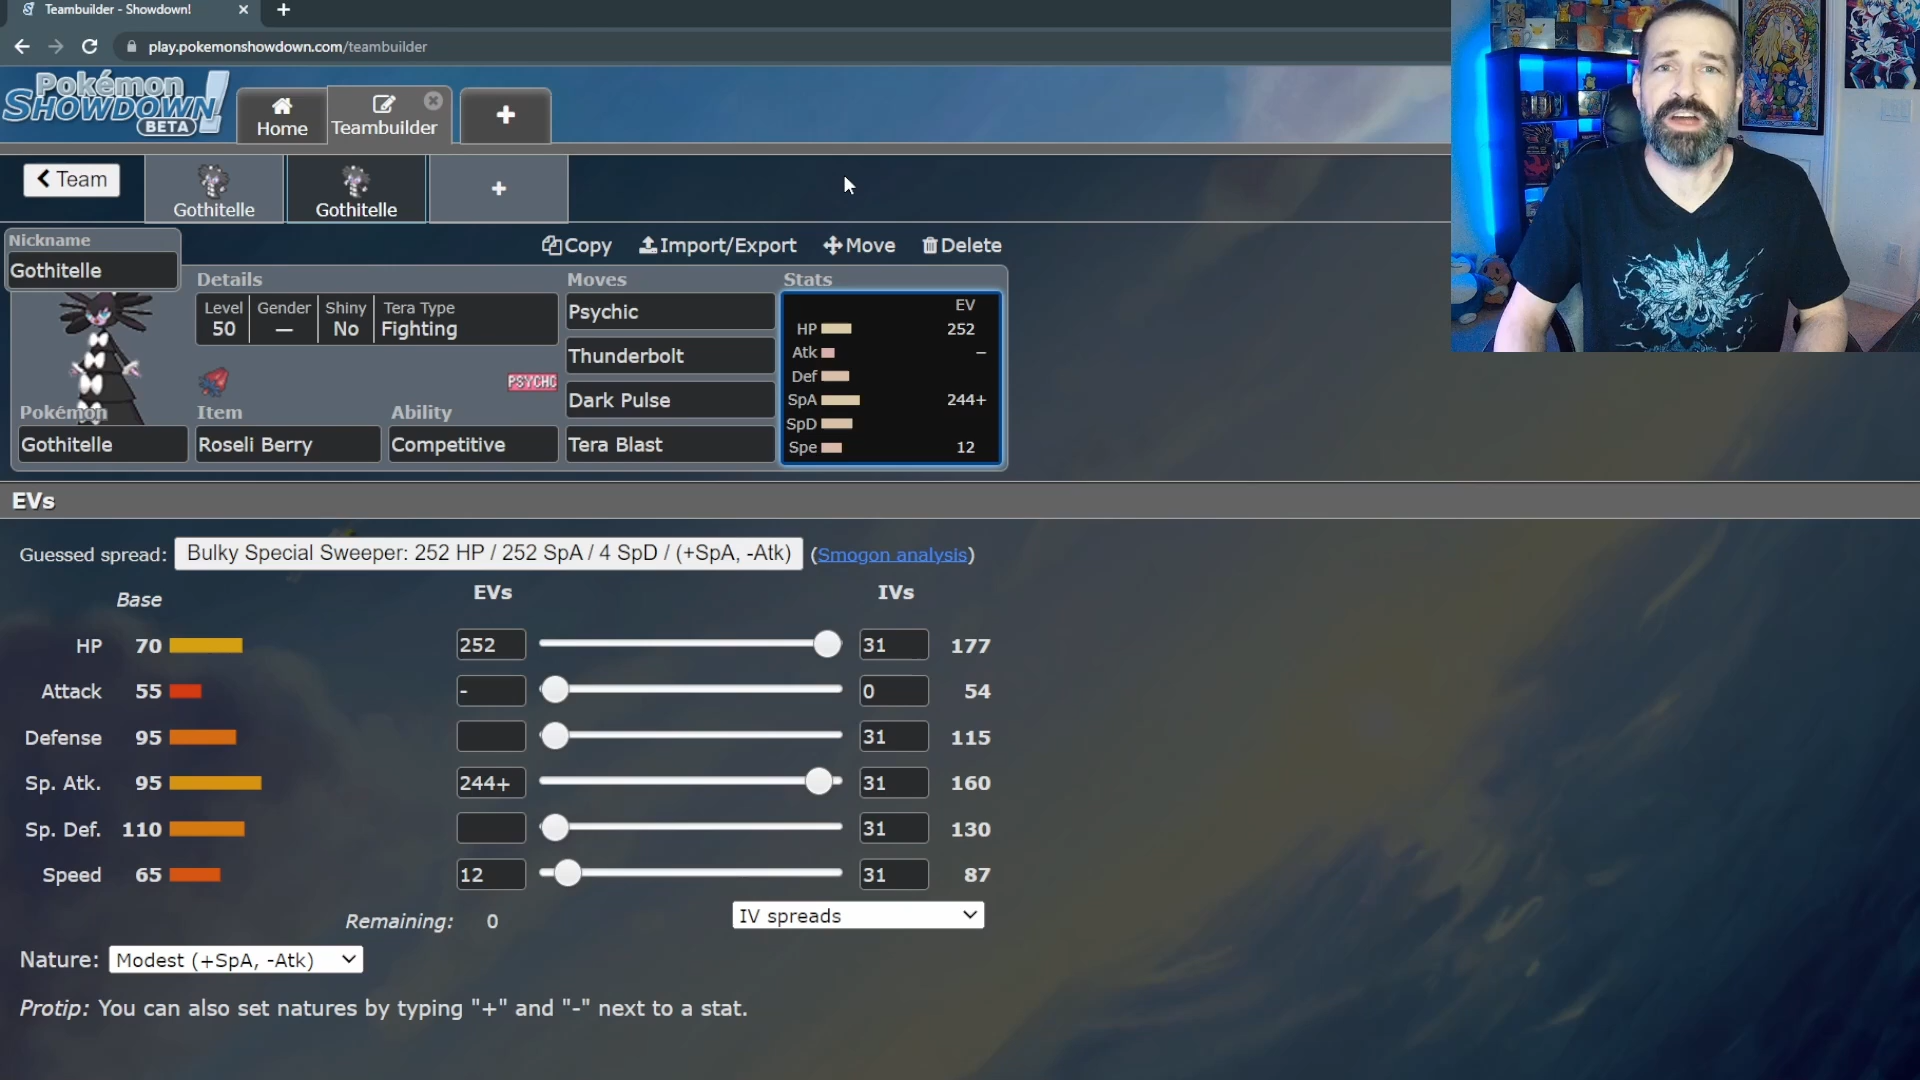 Teambuilder - Showdown!
play.pokemonshowdown.com/teambuilder
Pokémon
SHOWDOWN!
BETA
Home
Teambuilder
Team
Gothitelle
Gothitelle
Copy
Import/Export
Move
Delete
Nickname
Gothitelle
Details
Moves
Stats
Level
Gender
Shiny
Tera Type
50
—
No
Fighting
PSYCHC
Pokémon
Item
Ability
Gothitelle
Roseli Berry
Competitive
Psychic
Thunderbolt
Dark Pulse
Tera Blast
EV
HP 252
Atk –
Def
SpA 244+
SpD
Spe 12
EVs
Guessed spread: Bulky Special Sweeper: 252 HP / 252 SpA / 4 SpD / (+SpA, -Atk) (Smogon analysis)
Base EVs IVs
HP 70 252 31 177
Attack 55 - 0 54
Defense 95 31 115
Sp. Atk. 95 244+ 31 160
Sp. Def. 110 31 130
Speed 65 12 31 87
Remaining: 0
IV spreads
Nature: Modest (+SpA, -Atk)
Protip: You can also set natures by typing "+" and "-" next to a stat.